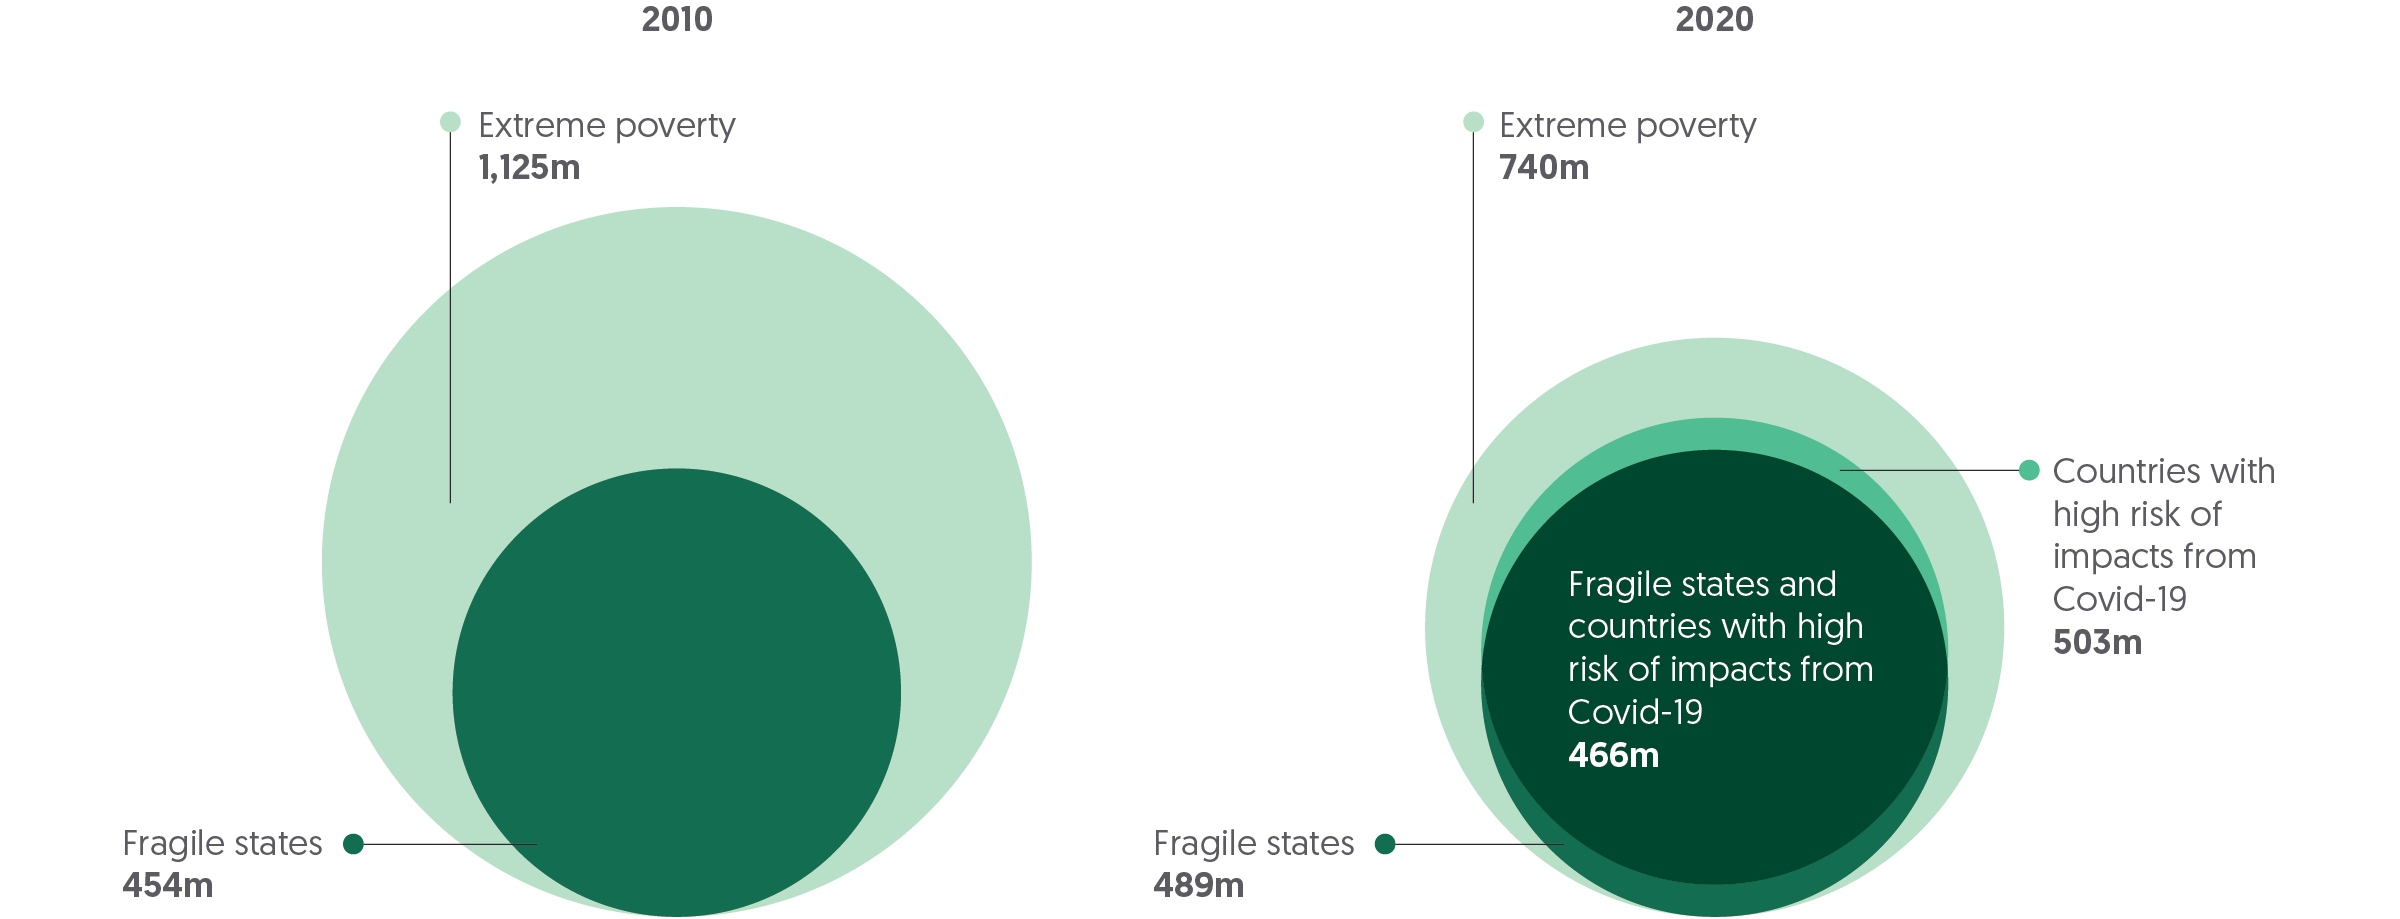 2010
Extreme poverty
1,125m
Fragile states
454m
2020
Extreme poverty
740m
Countries with
high risk of
impacts from
Covid-19
503m
Fragile states and
countries with high
risk of impacts from
Covid-19
466m
Fragile states
489m